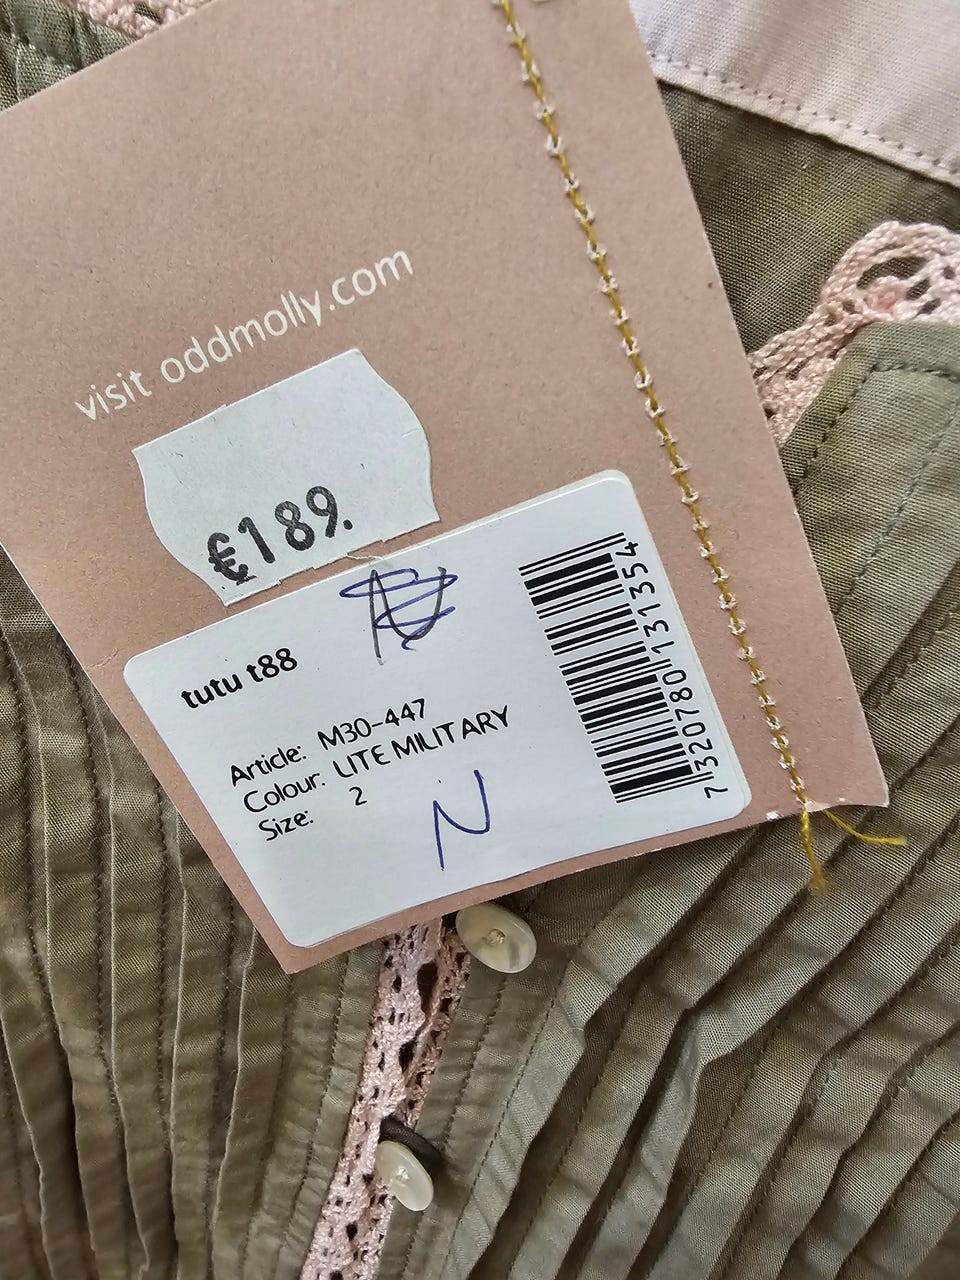 visit oddmolly.com
€189.
tutu t88
Article: M30-447
Colour: LITE MILITARY
Size: 2
N
7320780131354